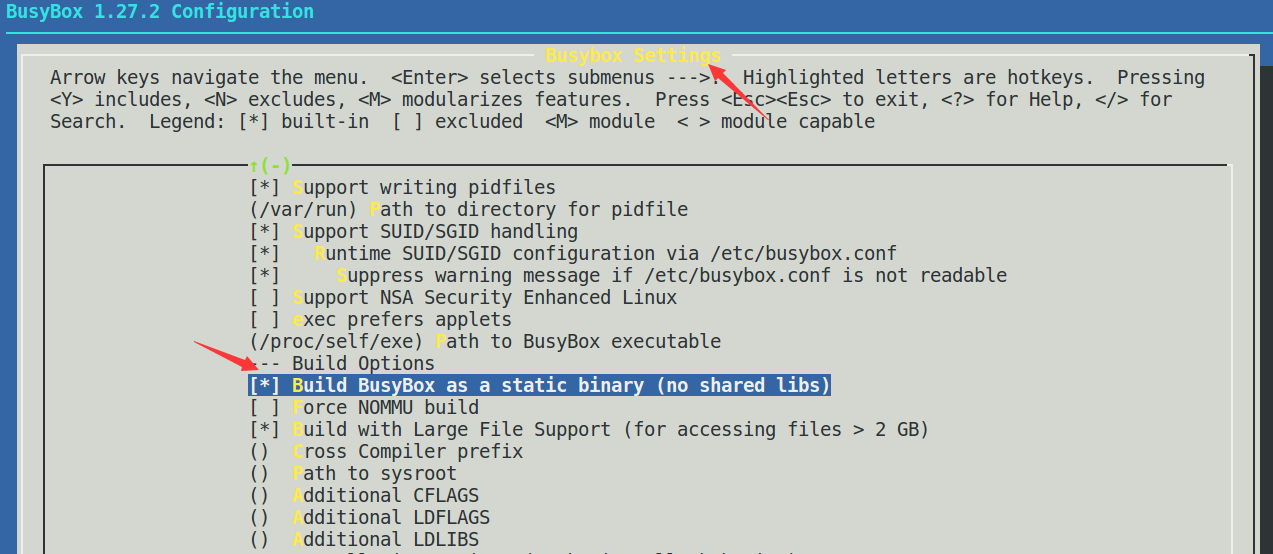 BusyBox 1.27.2 Configuration
Busybox Settings
Arrow keys navigate the menu.  <Enter> selects submenus --->.  Highlighted letters are hotkeys.  Pressing
<Y> includes, <N> excludes, <M> modularizes features.  Press <Esc><Esc> to exit, <?> for Help, </> for
Search.  Legend: [*] built-in  [ ] excluded  <M> module  < > module capable
↑(-)
[*] Support writing pidfiles
(/var/run) Path to directory for pidfile
[*] Support SUID/SGID handling
[*]   Runtime SUID/SGID configuration via /etc/busybox.conf
[*]     Suppress warning message if /etc/busybox.conf is not readable
[ ] Support NSA Security Enhanced Linux
[ ] exec prefers applets
(/proc/self/exe) Path to BusyBox executable
--- Build Options
[*] Build BusyBox as a static binary (no shared libs)
[ ] Force NOMMU build
[*] Build with Large File Support (for accessing files > 2 GB)
()  Cross Compiler prefix
()  Path to sysroot
()  Additional CFLAGS
()  Additional LDFLAGS
()  Additional LDLIBS